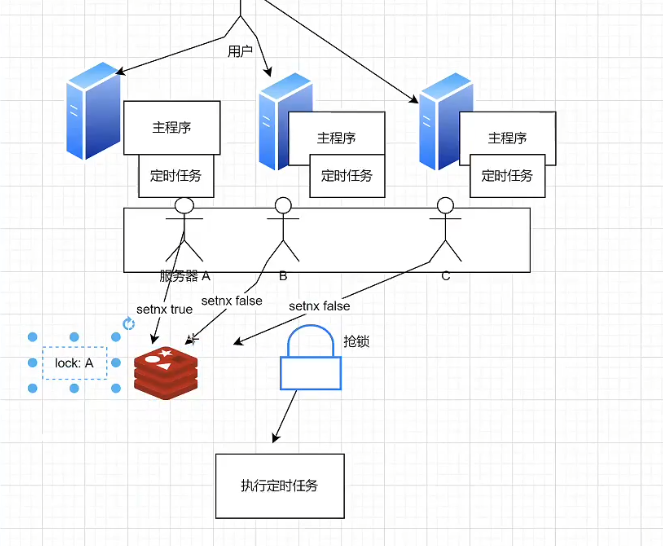 用户
主程序
主程序
主程序
定时任务
定时任务
定时任务
服务器 A
B
C
setnx true
setnx false
setnx false
抢锁
lock: A
执行定时任务